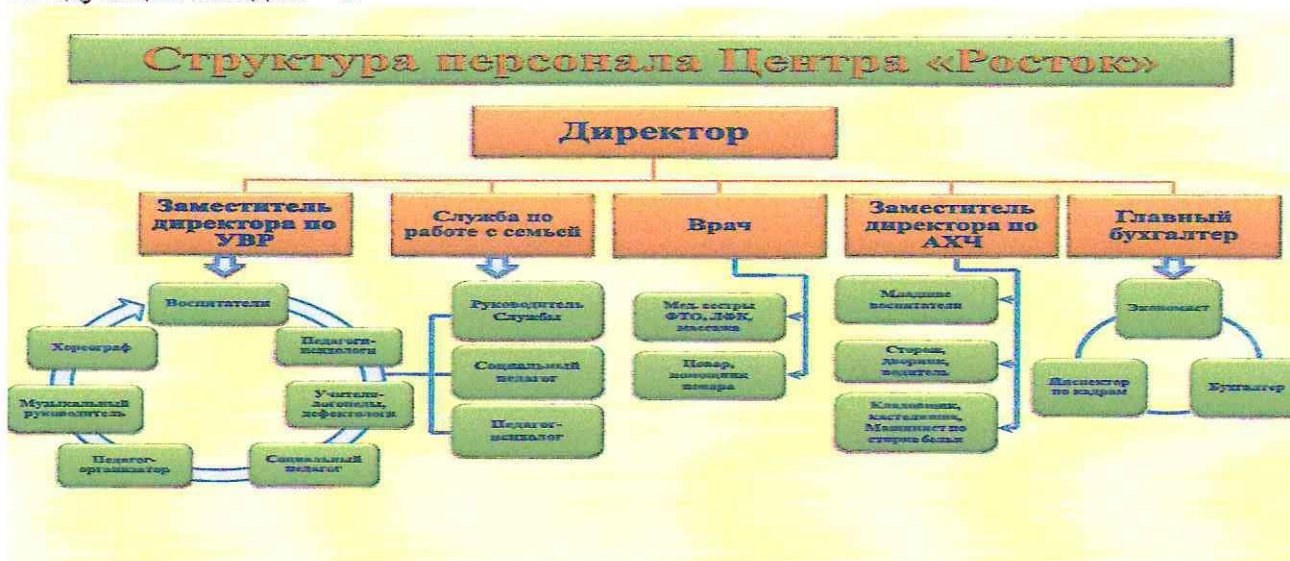 Структура персонала Центра «Росток»
Директор
Заместитель
директора по
УВР
Служба по
работе с семьей
Врач
Заместитель
директора по
АХЧ
Главный
бухгалтер
Воспитатели
Педагоги-
психологи
Учителя-
логопеды,
дефектологи
Социальный
педагог
Педагог-
организатор
Музыкальный
руководитель
Хореограф
Руководитель
Службы
Социальный
педагог
Педагог-
психолог
Мед. сестры
ФТО, ЛФК,
массажа
Повар,
помощник
повара
Младшие
воспитатели
Сторож,
дворник,
водитель
Кладовщик,
кастелянша,
Машинист по
стирке белья
Экономист
Инспектор
по кадрам
Бухгалтер